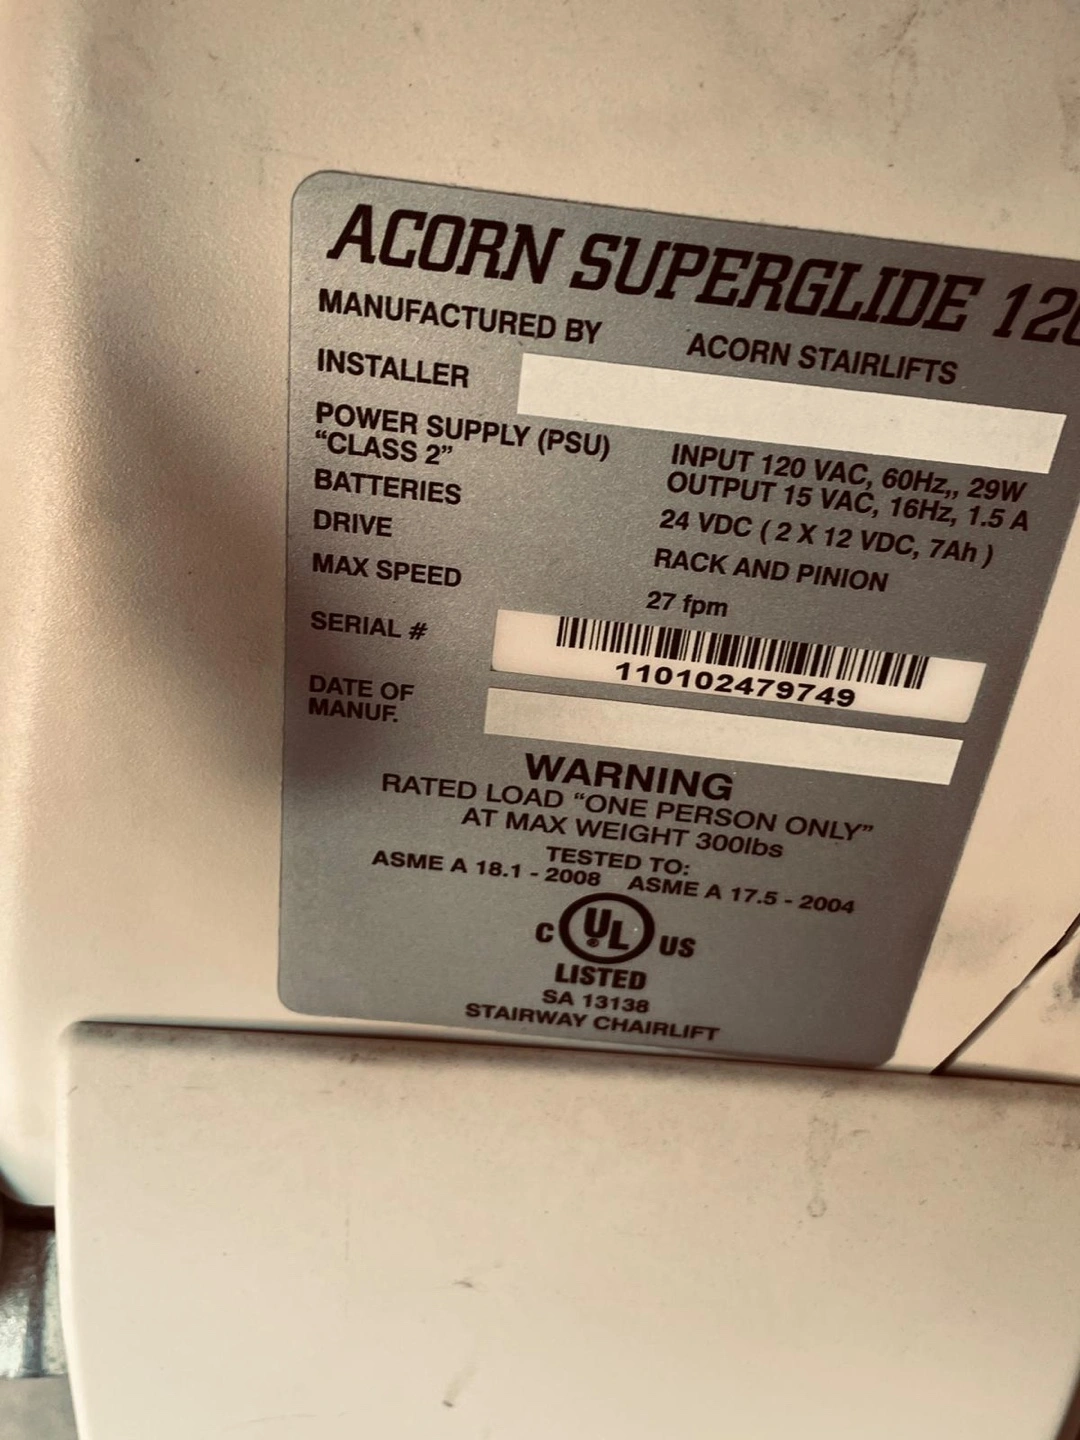 ACORN SUPERGLIDE 120
MANUFACTURED BY ACORN STAIRLIFTS
INSTALLER
POWER SUPPLY (PSU) INPUT 120 VAC, 60Hz,, 29W
"CLASS 2" OUTPUT 15 VAC, 16Hz, 1.5 A
BATTERIES 24 VDC ( 2 X 12 VDC, 7Ah )
DRIVE RACK AND PINION
MAX SPEED 27 fpm
SERIAL # 110102479749
DATE OF
MANUF.
WARNING
RATED LOAD "ONE PERSON ONLY"
AT MAX WEIGHT 300lbs
TESTED TO:
ASME A 18.1 - 2008 ASME A 17.5 - 2004
C UL ® US
LISTED
SA 13138
STAIRWAY CHAIRLIFT